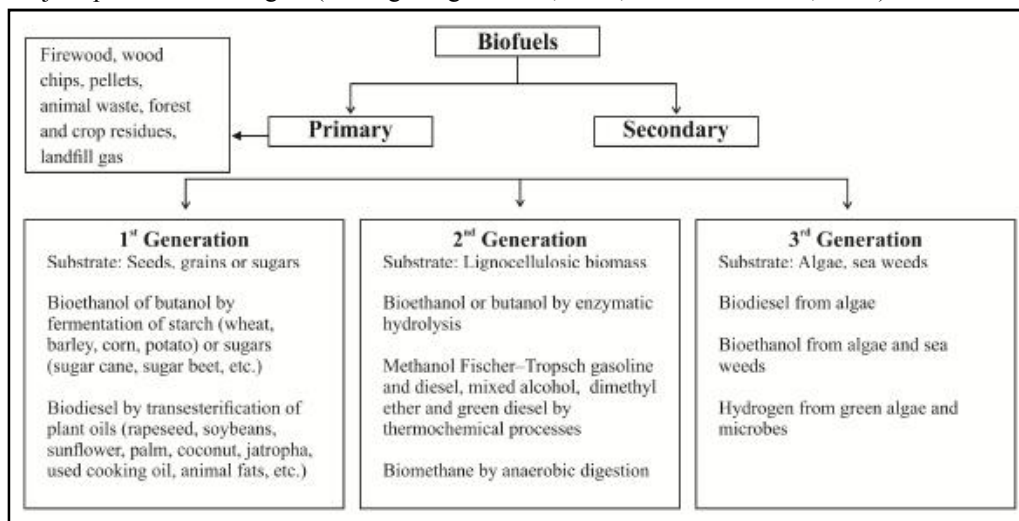 Biofuels
Firewood, wood
chips, pellets,
animal waste, forest
and crop residues,
landfill gas
Primary
Secondary
1st Generation
Substrate: Seeds, grains or sugars
Bioethanol of butanol by
fermentation of starch (wheat,
barley, corn, potato) or sugars
(sugar cane, sugar beet, etc.)
Biodiesel by transesterification of
plant oils (rapeseed, soybeans,
sunflower, palm, coconut, jatropha,
used cooking oil, animal fats, etc.)
2nd Generation
Substrate: Lignocellulosic biomass
Bioethanol or butanol by enzymatic
hydrolysis
Methanol Fischer–Tropsch gasoline
and diesel, mixed alcohol, dimethyl
ether and green diesel by
thermochemical processes
Biomethane by anaerobic digestion
3rd Generation
Substrate: Algae, sea weeds
Biodiesel from algae
Bioethanol from algae and sea
weeds
Hydrogen from green algae and
microbes